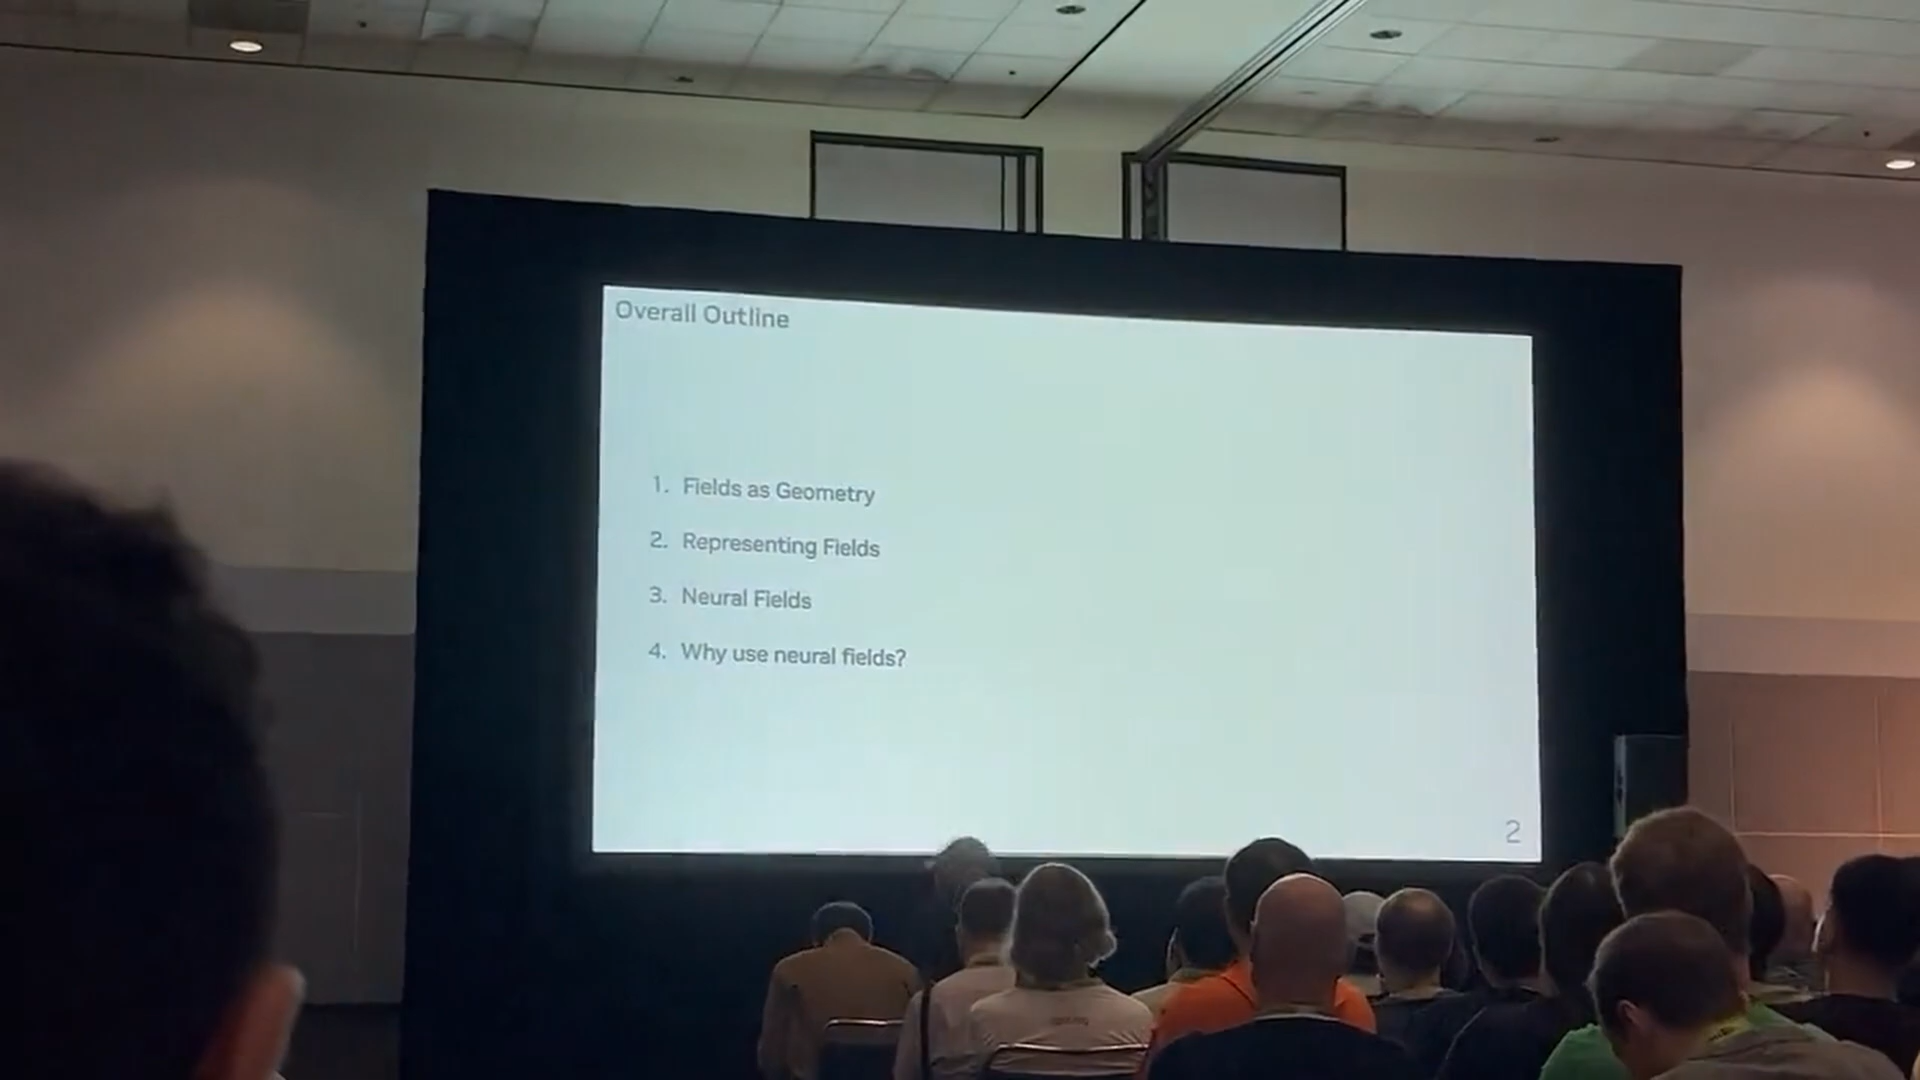 Overall Outline
1. Fields as Geometry
2. Representing Fields
3. Neural Fields
4. Why use neural fields?
2